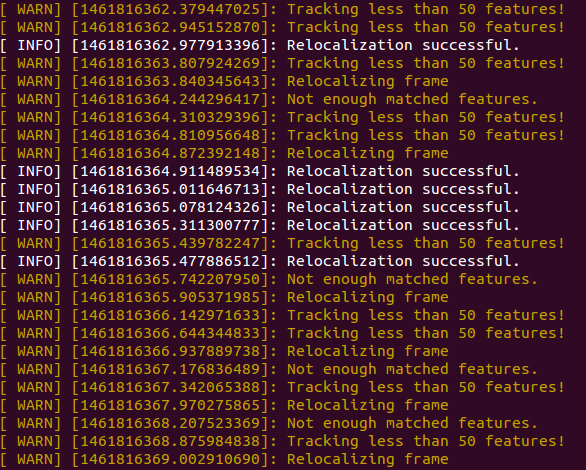 [ WARN] [1461816362.379447025]: Tracking less than 50 features!
[ WARN] [1461816362.945152870]: Tracking less than 50 features!
[ INFO] [1461816362.977913396]: Relocalization successful.
[ WARN] [1461816363.807924269]: Tracking less than 50 features!
[ WARN] [1461816363.840345643]: Relocalizing frame
[ WARN] [1461816364.244296417]: Not enough matched features.
[ WARN] [1461816364.310329396]: Tracking less than 50 features!
[ WARN] [1461816364.810956648]: Tracking less than 50 features!
[ WARN] [1461816364.872392148]: Relocalizing frame
[ INFO] [1461816364.911489534]: Relocalization successful.
[ INFO] [1461816365.011646713]: Relocalization successful.
[ INFO] [1461816365.078124326]: Relocalization successful.
[ INFO] [1461816365.311300777]: Relocalization successful.
[ WARN] [1461816365.439782247]: Tracking less than 50 features!
[ INFO] [1461816365.477886512]: Relocalization successful.
[ WARN] [1461816365.742207950]: Not enough matched features.
[ WARN] [1461816365.905371985]: Relocalizing frame
[ WARN] [1461816366.142971633]: Tracking less than 50 features!
[ WARN] [1461816366.644344833]: Tracking less than 50 features!
[ WARN] [1461816366.937889738]: Relocalizing frame
[ WARN] [1461816367.176836489]: Not enough matched features.
[ WARN] [1461816367.342065388]: Tracking less than 50 features!
[ WARN] [1461816367.970275865]: Relocalizing frame
[ WARN] [1461816368.207523369]: Not enough matched features.
[ WARN] [1461816368.875984838]: Tracking less than 50 features!
[ WARN] [1461816369.002910690]: Relocalizing frame